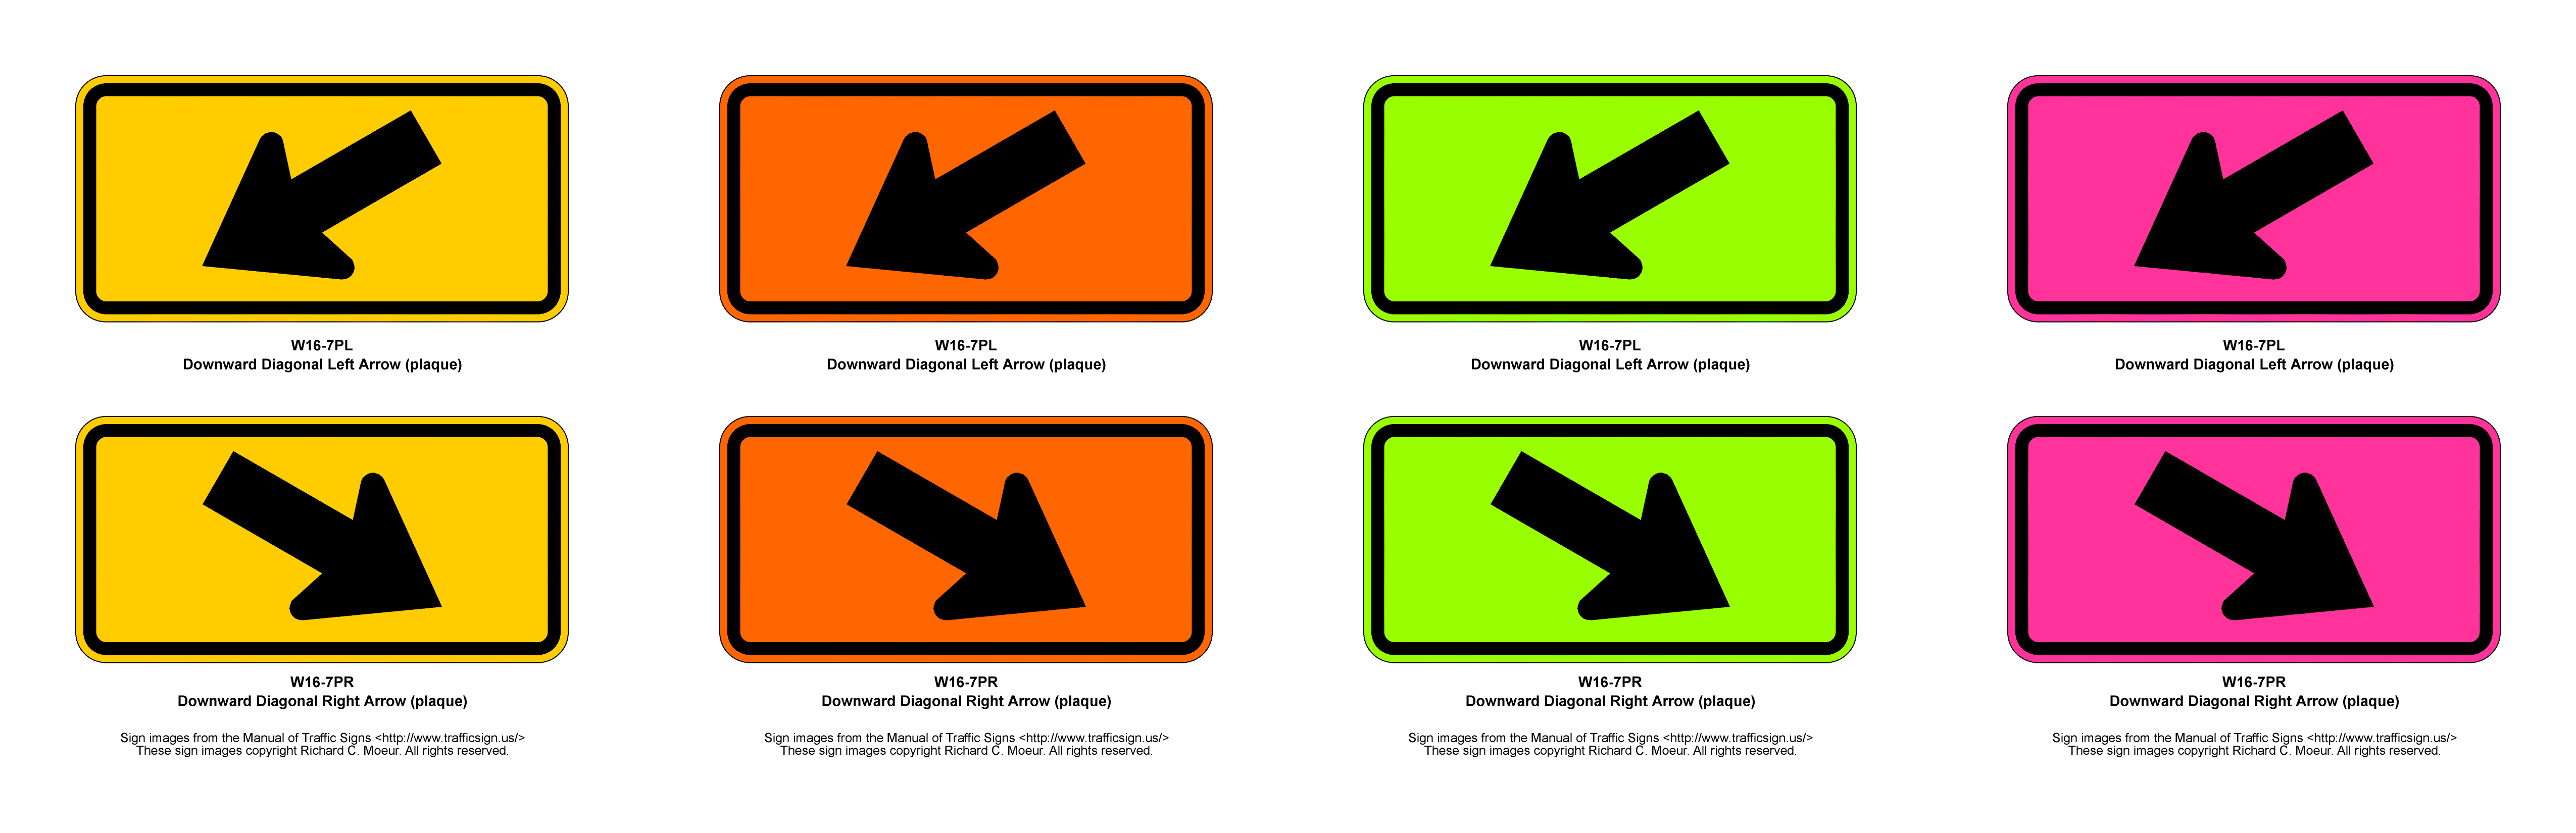 W16-7PL
Downward Diagonal Left Arrow (plaque)
W16-7PL
Downward Diagonal Left Arrow (plaque)
W16-7PL
Downward Diagonal Left Arrow (plaque)
W16-7PL
Downward Diagonal Left Arrow (plaque)
W16-7PR
Downward Diagonal Right Arrow (plaque)
W16-7PR
Downward Diagonal Right Arrow (plaque)
W16-7PR
Downward Diagonal Right Arrow (plaque)
W16-7PR
Downward Diagonal Right Arrow (plaque)
Sign images from the Manual of Traffic Signs <http://www.trafficsign.us/>
These sign images copyright Richard C. Moeur. All rights reserved.
Sign images from the Manual of Traffic Signs <http://www.trafficsign.us/>
These sign images copyright Richard C. Moeur. All rights reserved.
Sign images from the Manual of Traffic Signs <http://www.trafficsign.us/>
These sign images copyright Richard C. Moeur. All rights reserved.
Sign images from the Manual of Traffic Signs <http://www.trafficsign.us/>
These sign images copyright Richard C. Moeur. All rights reserved.